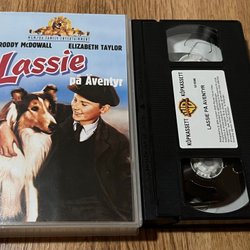 RODDY McDOWALL ELIZABETH TAYLOR
Lassie
på Äventyr
KÖPKASSETT
LASSIE PÅ ÄVENTYR
KÖPKASSETT